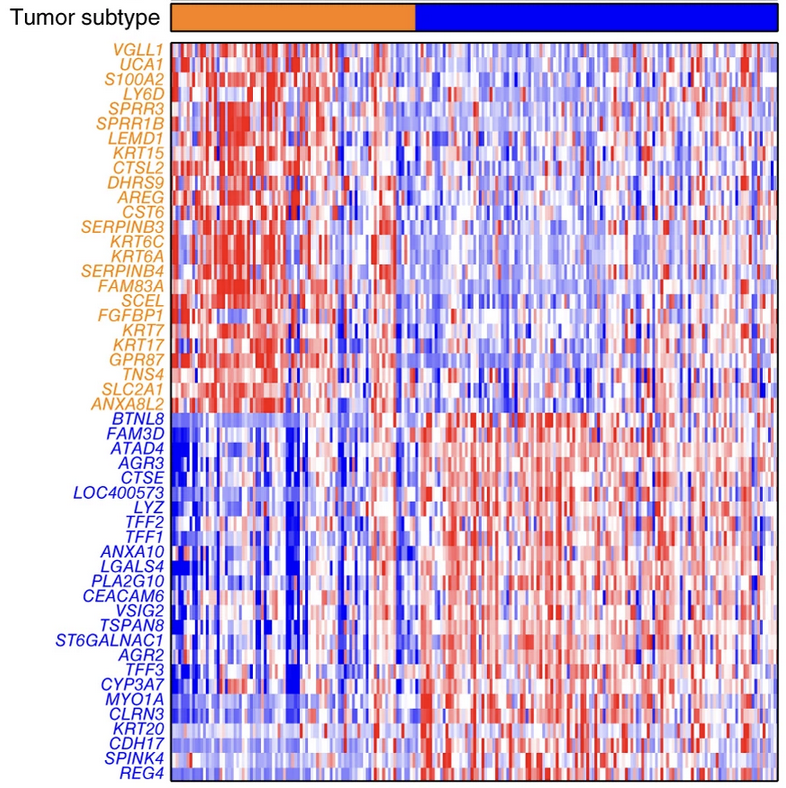 Tumor subtype
VGLL1
UCA1
S100A2
LY6D
SPRR3
SPRR1B
LEMD1
KRT15
CTSL2
DHRS9
AREG
CST6
SERPINB3
KRT6C
KRT6A
SERPINB4
FAM83A
SCEL
FGFBP1
KRT7
KRT17
GPR87
TNS4
SLC2A1
ANXA8L2
BTNL8
FAM3D
ATAD4
AGR3
CTSE
LOC400573
LYZ
TFF2
TFF1
ANXA10
LGALS4
PLA2G10
CEACAM6
VSIG2
TSPAN8
ST6GALNAC1
AGR2
TFF3
CYP3A7
MYO1A
CLRN3
KRT20
CDH17
SPINK4
REG4